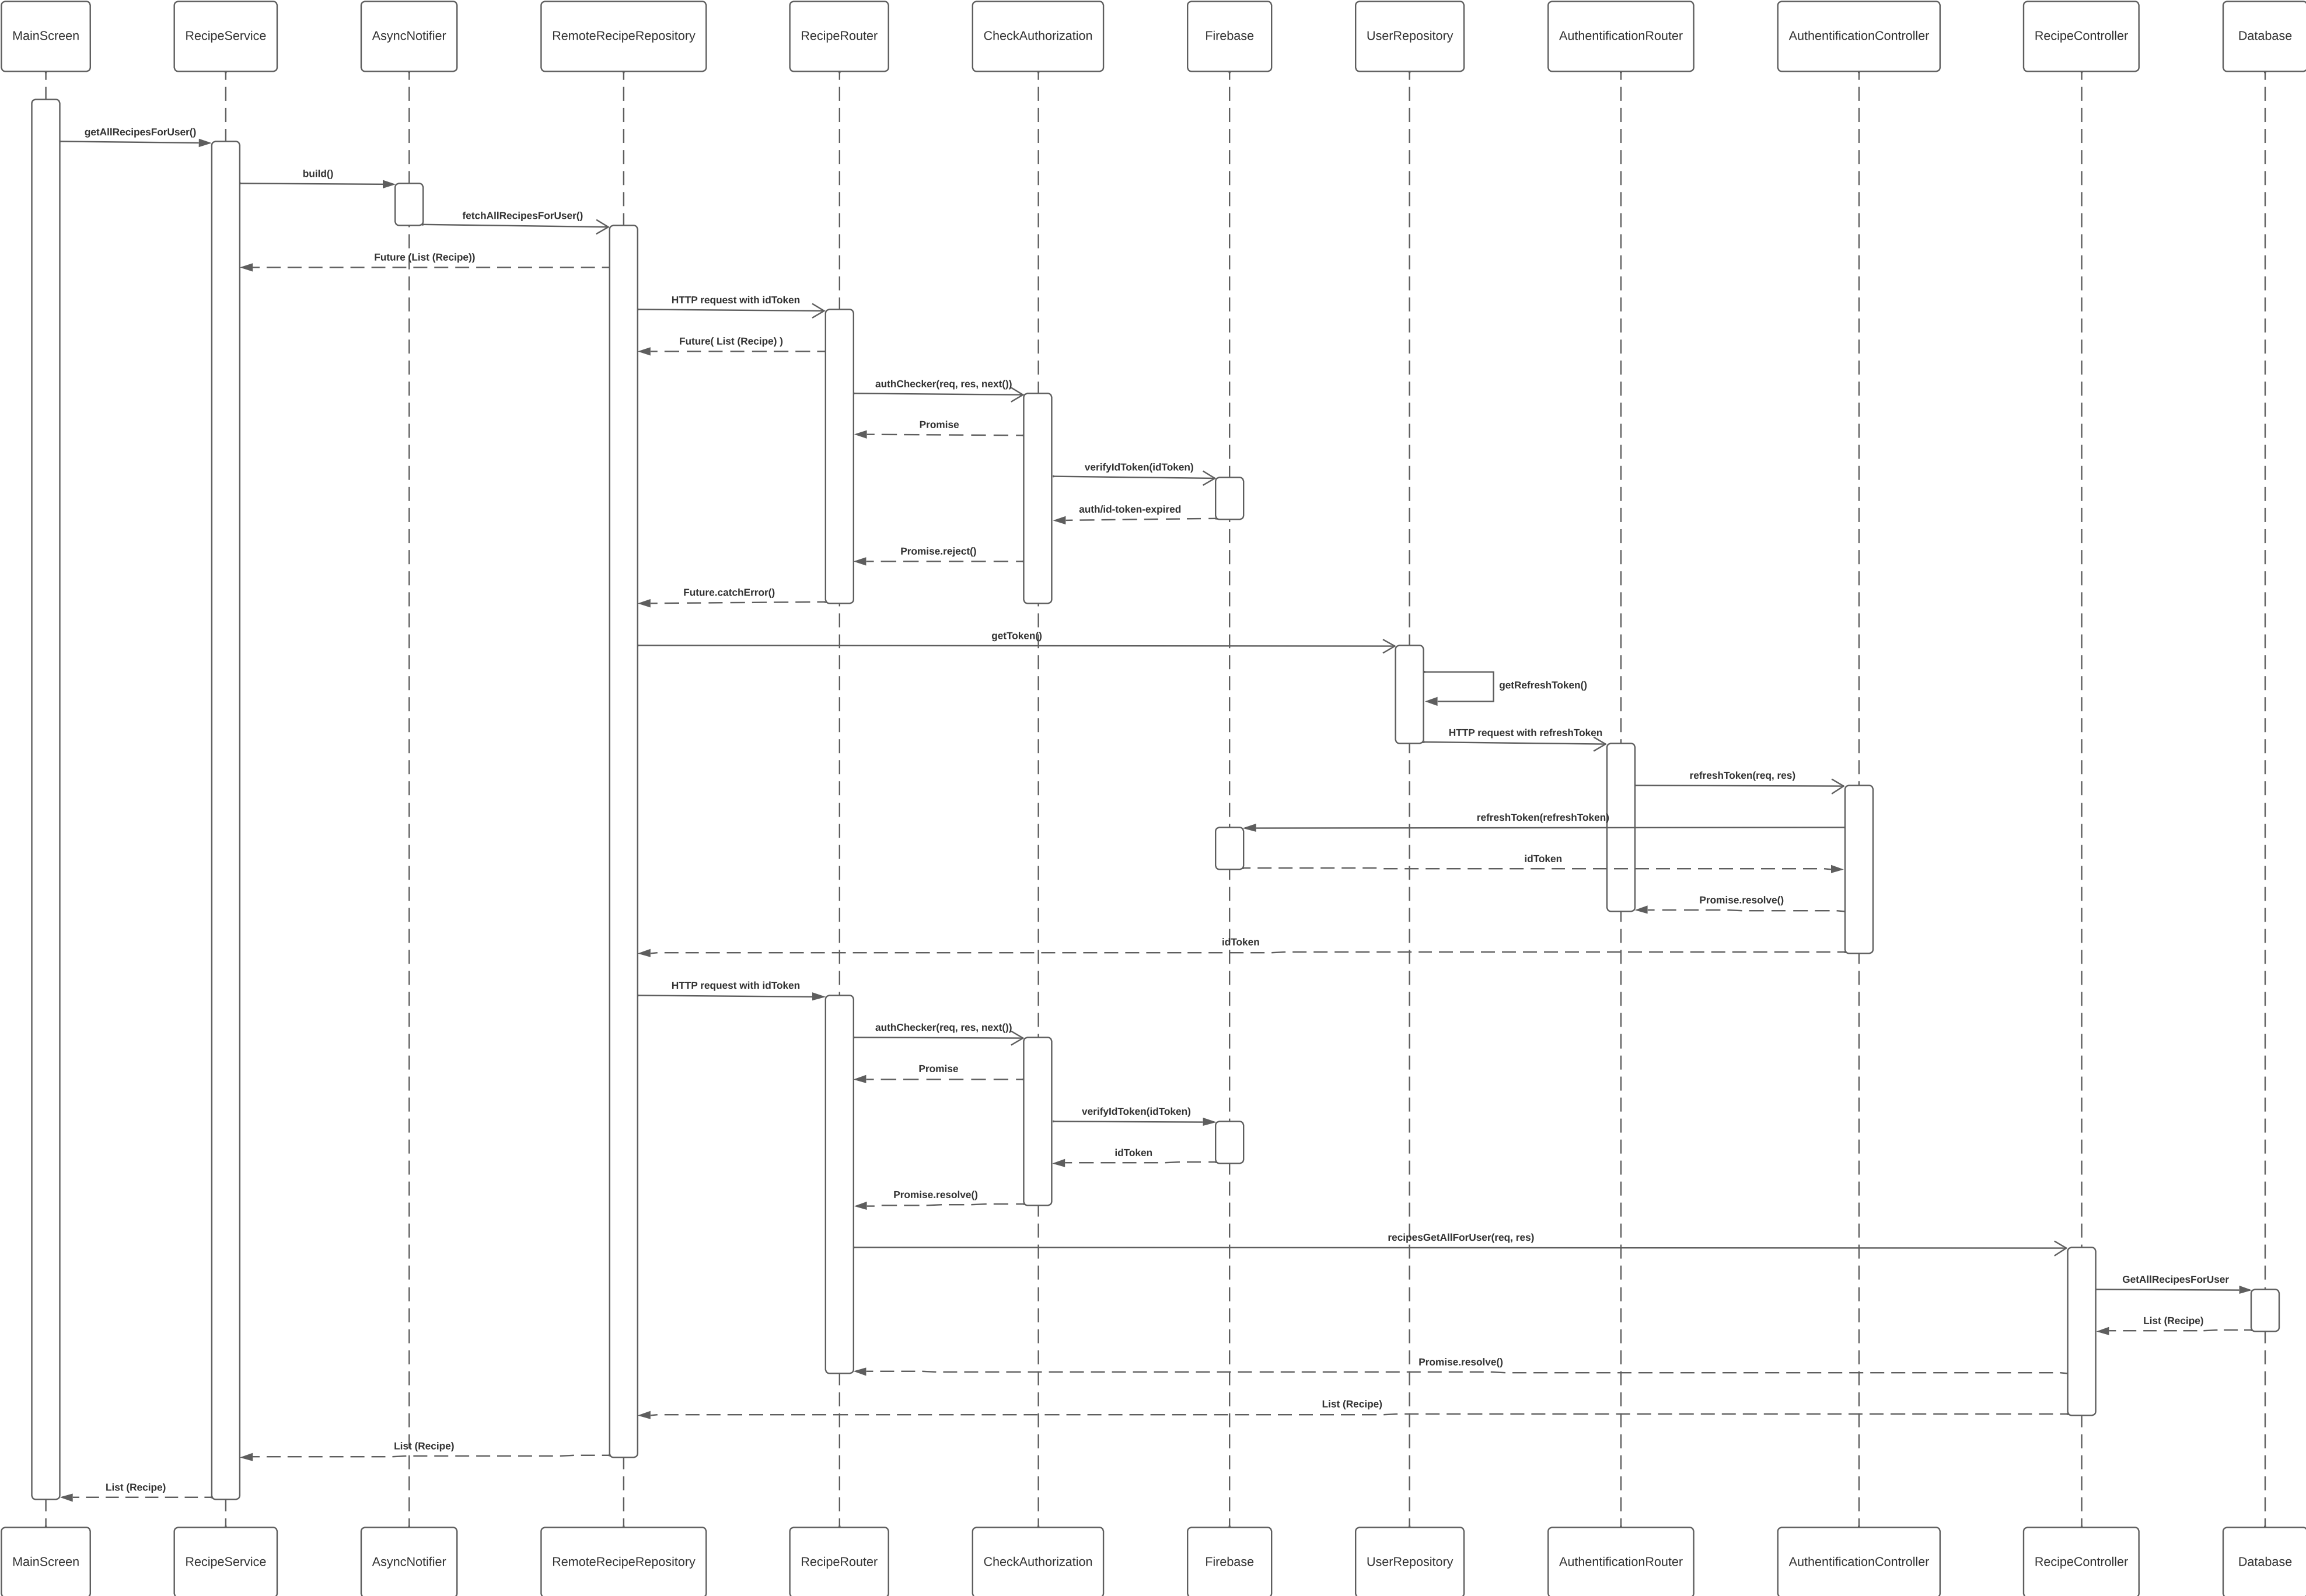 MainScreen
RecipeService
AsyncNotifier
RemoteRecipeRepository
RecipeRouter
CheckAuthorization
Firebase
UserRepository
AuthentificationRouter
AuthentificationController
RecipeController
Database
getAllRecipesForUser()
build()
fetchAllRecipesForUser()
Future (List (Recipe))
HTTP request with idToken
Future( List (Recipe) )
authChecker(req, res, next())
Promise
verifyIdToken(idToken)
auth/id-token-expired
Promise.reject()
Future.catchError()
getToken()
getRefreshToken()
HTTP request with refreshToken
refreshToken(req, res)
refreshToken(refreshToken)
idToken
Promise.resolve()
idToken
HTTP request with idToken
authChecker(req, res, next())
Promise
verifyIdToken(idToken)
idToken
Promise.resolve()
recipesGetAllForUser(req, res)
GetAllRecipesForUser
List (Recipe)
Promise.resolve()
List (Recipe)
List (Recipe)
List (Recipe)
MainScreen
RecipeService
AsyncNotifier
RemoteRecipeRepository
RecipeRouter
CheckAuthorization
Firebase
UserRepository
AuthentificationRouter
AuthentificationController
RecipeController
Database